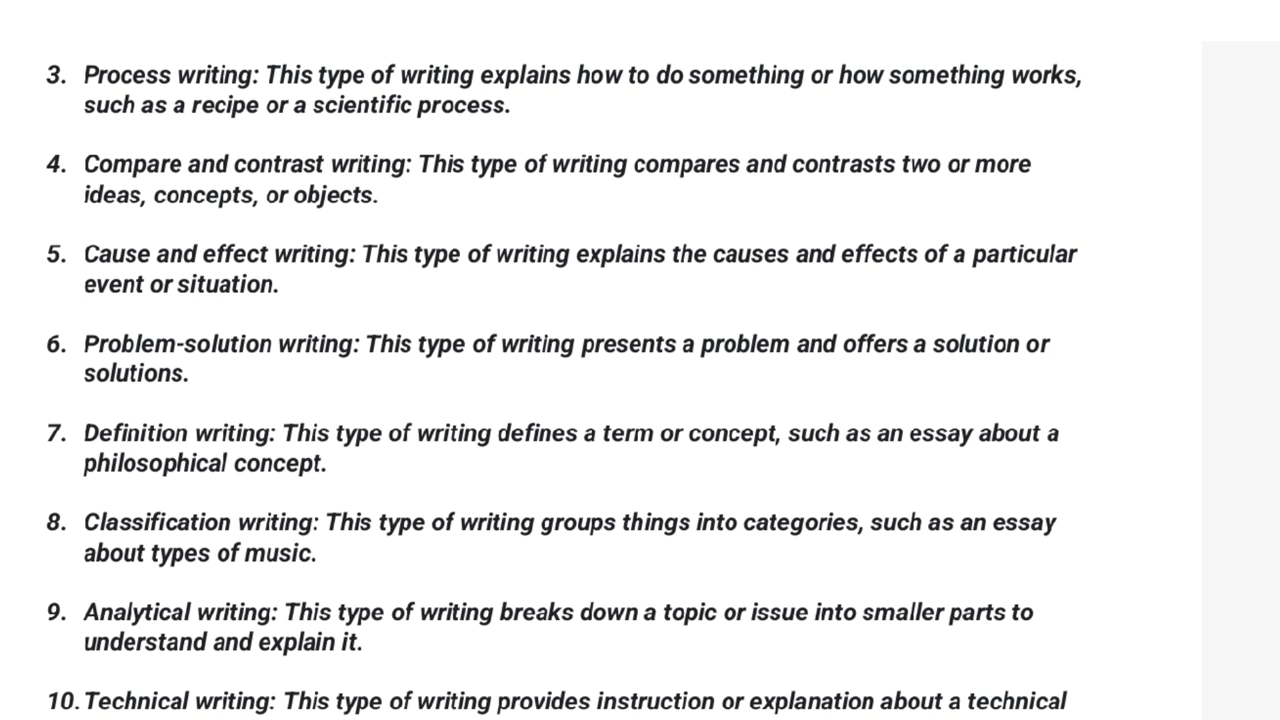 3. Process writing: This type of writing explains how to do something or how something works,
such as a recipe or a scientific process.
4. Compare and contrast writing: This type of writing compares and contrasts two or more
ideas, concepts, or objects.
5. Cause and effect writing: This type of writing explains the causes and effects of a particular
event or situation.
6. Problem-solution writing: This type of writing presents a problem and offers a solution or
solutions.
7. Definition writing: This type of writing defines a term or concept, such as an essay about a
philosophical concept.
8. Classification writing: This type of writing groups things into categories, such as an essay
about types of music.
9. Analytical writing: This type of writing breaks down a topic or issue into smaller parts to
understand and explain it.
10. Technical writing: This type of writing provides instruction or explanation about a technical